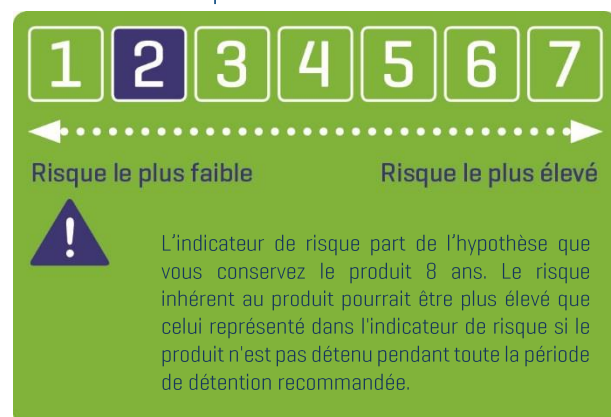 1 2 3 4 5 6 7
Risque le plus faible Risque le plus élevé
!
L'indicateur de risque part de l'hypothèse que
vous conservez le produit 8 ans. Le risque
inhérent au produit pourrait être plus élevé que
celui représenté dans l'indicateur de risque si le
produit n'est pas détenu pendant toute la période
de détention recommandée.